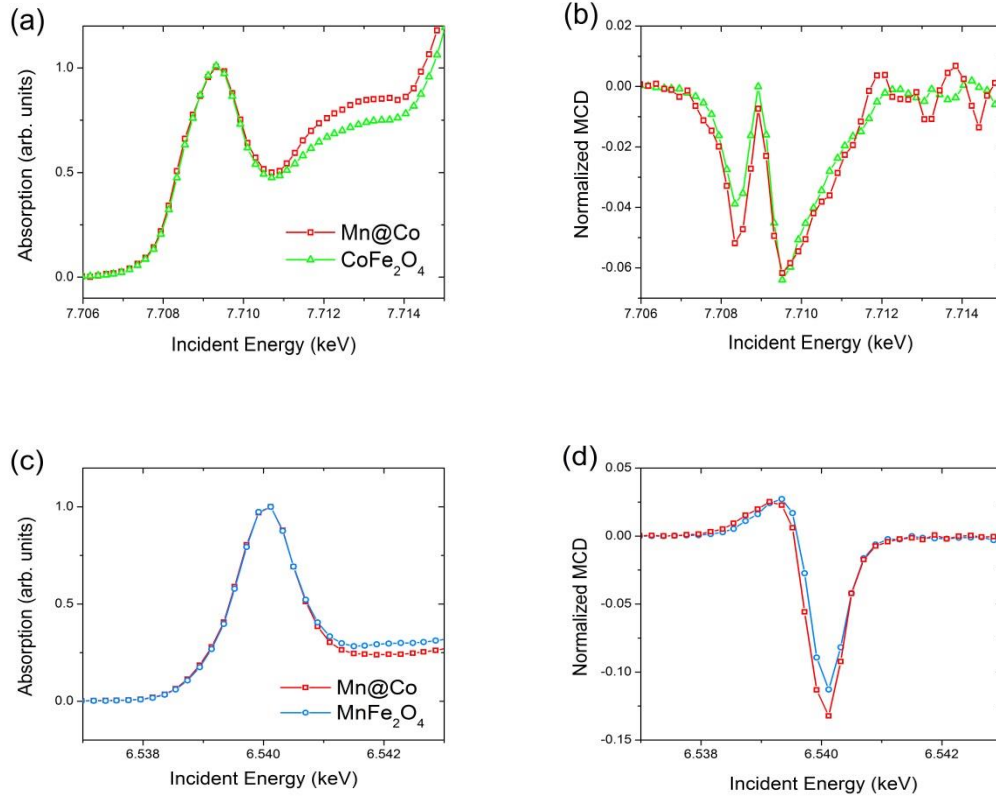 (a)
Absorption (arb. units)
1.0
0.5
0.0
Mn@Co
CoFe₂O₄
7.706 7.708 7.710 7.712 7.714
Incident Energy (keV)
(b)
Normalized MCD
0.02
0.00
-0.02
-0.04
-0.06
7.706 7.708 7.710 7.712 7.714
Incident Energy (keV)
(c)
Absorption (arb. units)
1.0
0.5
0.0
Mn@Co
MnFe₂O₄
6.538 6.540 6.542
Incident Energy (keV)
(d)
Normalized MCD
0.05
0.00
-0.05
-0.10
-0.15
6.538 6.540 6.542
Incident Energy (keV)